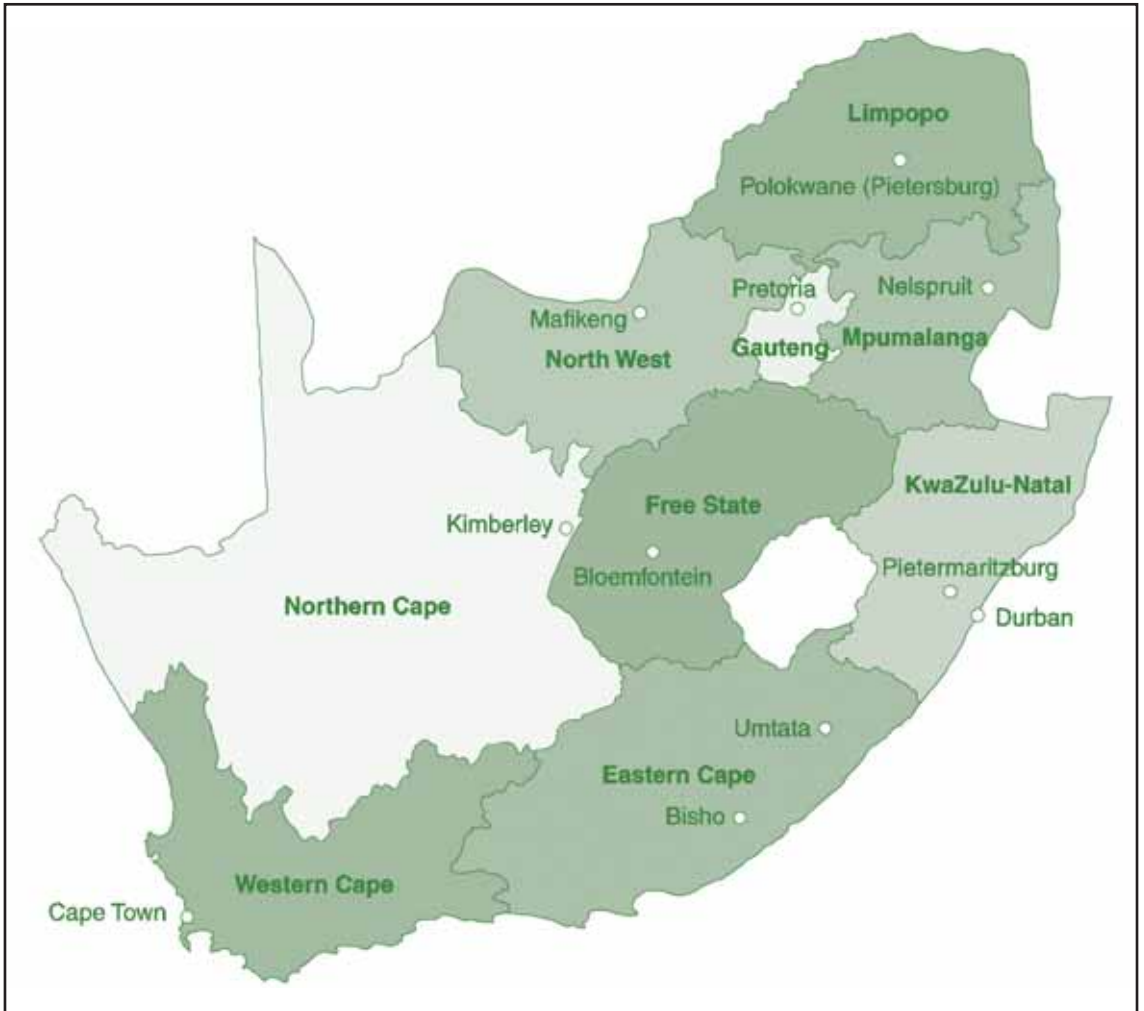 Limpopo
Polokwane (Pietersburg)
Pretoria
Nelspruit
Mafikeng
North West
Gauteng
Mpumalanga
KwaZulu-Natal
Free State
Kimberley
Bloemfontein
Pietermaritzburg
Northern Cape
Durban
Umtata
Eastern Cape
Bisho
Western Cape
Cape Town